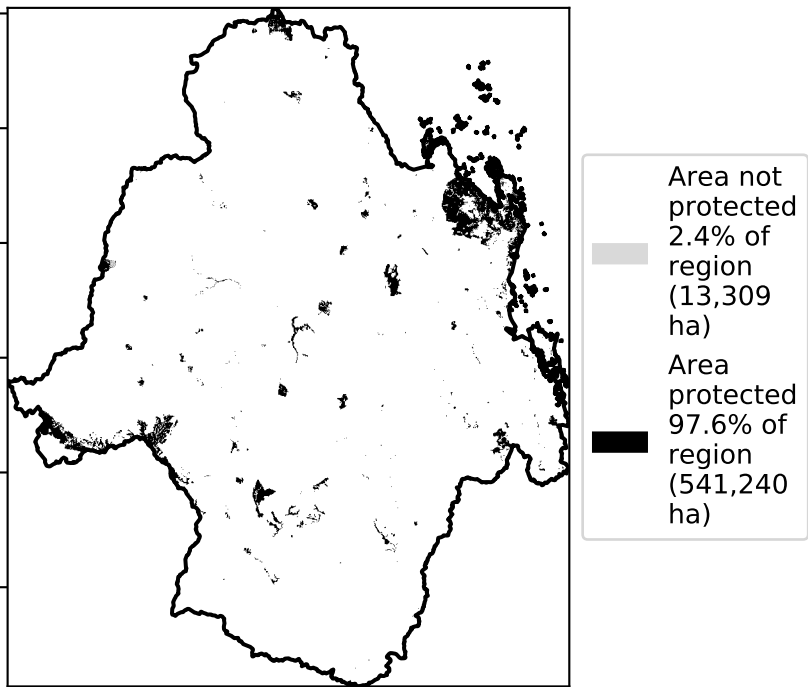 Area not
protected
2.4% of
region
(13,309
ha)
Area
protected
97.6% of
region
(541,240
ha)